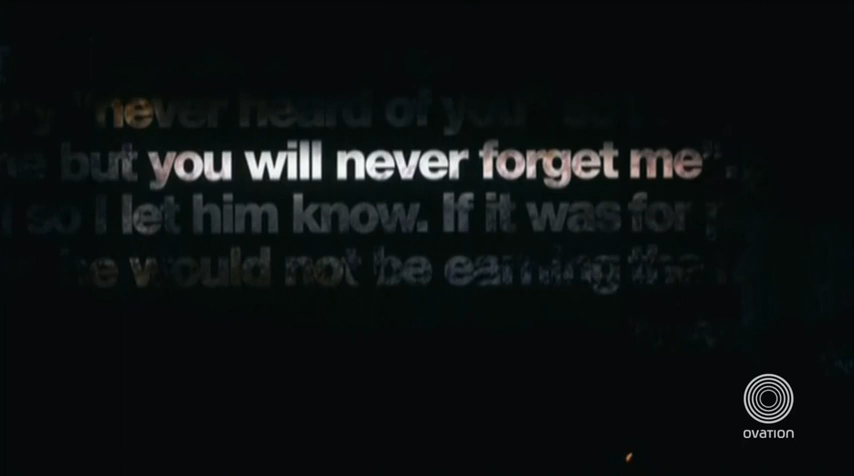 "never heard of you" so
but you will never forget me"
so I let him know. If it was for
he would not be earning the
OVATION